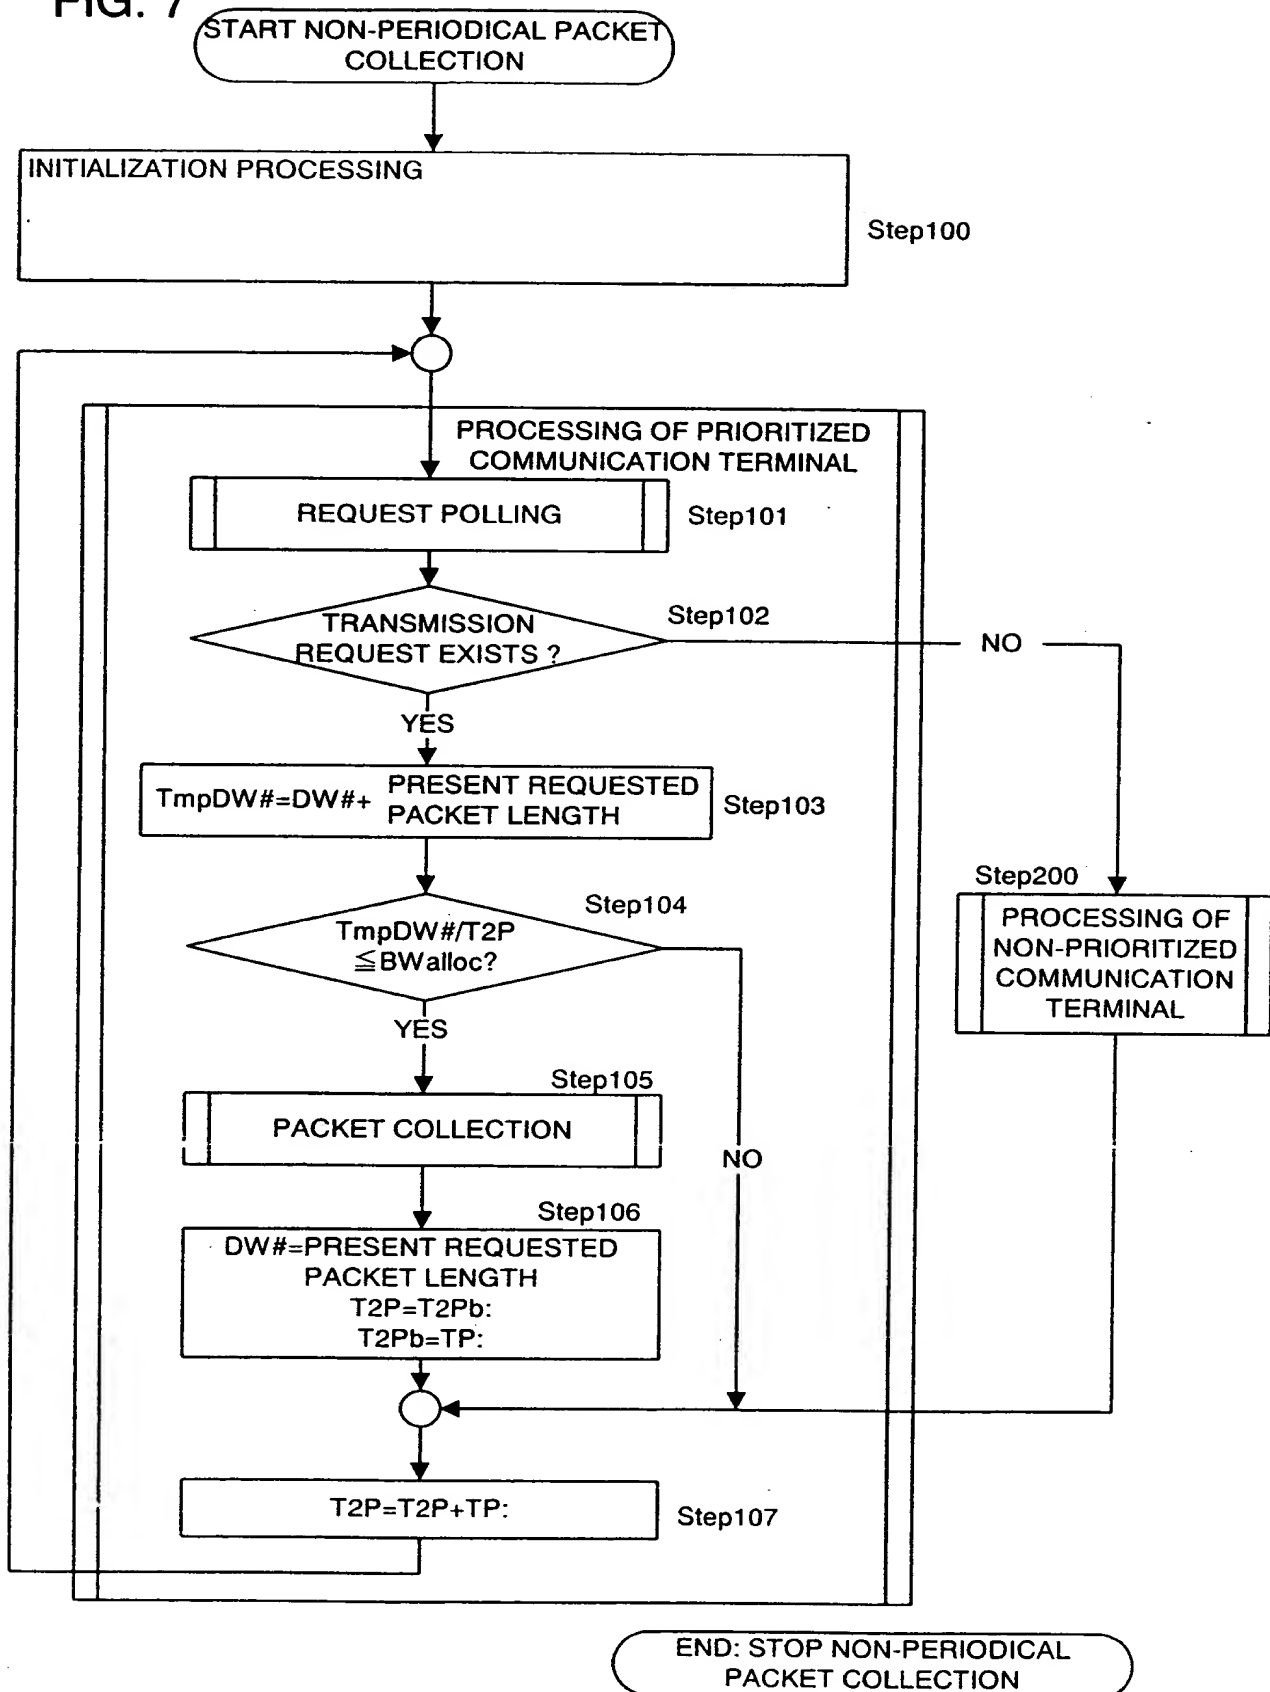 FIG. 7
START NON-PERIODICAL PACKET
COLLECTION
INITIALIZATION PROCESSING
Step100
PROCESSING OF PRIORITIZED
COMMUNICATION TERMINAL
REQUEST POLLING
Step101
Step102
TRANSMISSION
REQUEST EXISTS ?
NO
YES
TmpDW#=DW#+ PRESENT REQUESTED
PACKET LENGTH
Step103
Step104
TmpDW#/T2P
≦BWalloc?
Step200
PROCESSING OF
NON-PRIORITIZED
COMMUNICATION
TERMINAL
YES
Step105
PACKET COLLECTION
NO
Step106
DW#=PRESENT REQUESTED
PACKET LENGTH
T2P=T2Pb:
T2Pb=TP:
T2P=T2P+TP:
Step107
END: STOP NON-PERIODICAL
PACKET COLLECTION